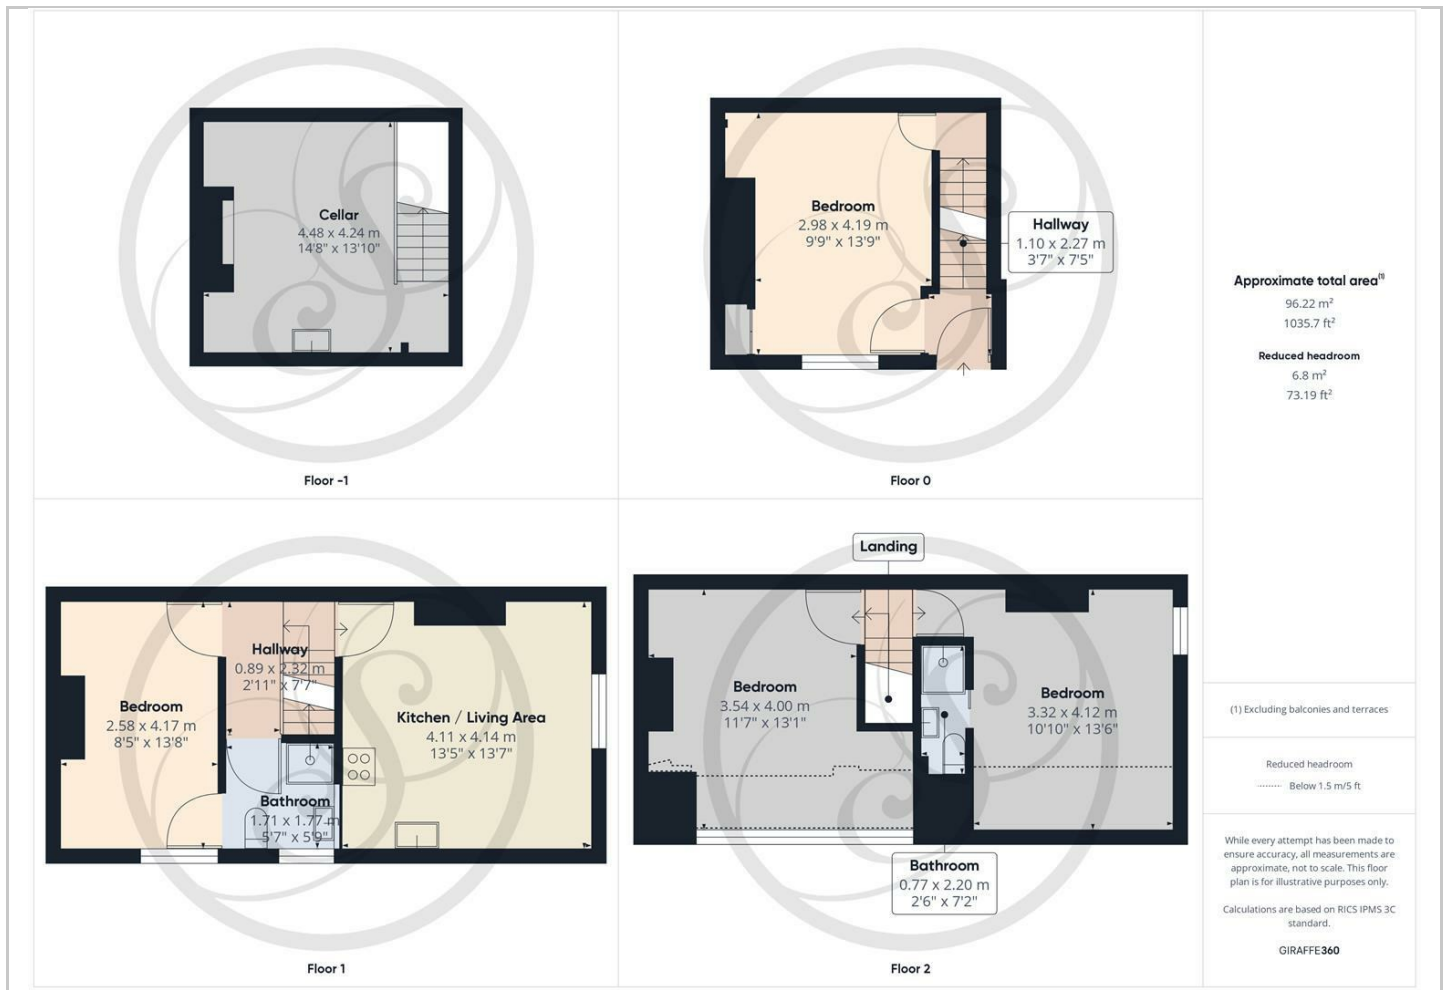 Cellar
4.48 x 4.24 m
14'8" x 13'10"
Floor -1
Bedroom
2.98 x 4.19 m
9'9" x 13'9"
Hallway
1.10 x 2.27 m
3'7" x 7'5"
Floor 0
Hallway
0.89 x 2.32 m
2'11" x 7'7"
Bedroom
2.58 x 4.17 m
8'5" x 13'8"
Kitchen / Living Area
4.11 x 4.14 m
13'5" x 13'7"
Bathroom
1.71 x 1.77 m
5'7" x 5'9"
Floor 1
Landing
Bedroom
3.54 x 4.00 m
11'7" x 13'1"
Bedroom
3.32 x 4.12 m
10'10" x 13'6"
Bathroom
0.77 x 2.20 m
2'6" x 7'2"
Floor 2
Approximate total area⁽¹⁾
96.22 m²
1035.7 ft²
Reduced headroom
6.8 m²
73.19 ft²
(1) Excluding balconies and terraces
Reduced headroom
Below 1.5 m/5 ft
While every attempt has been made to
ensure accuracy, all measurements are
approximate, not to scale. This floor
plan is for illustrative purposes only.
Calculations are based on RICS IPMS 3C
standard.
GIRAFFE360